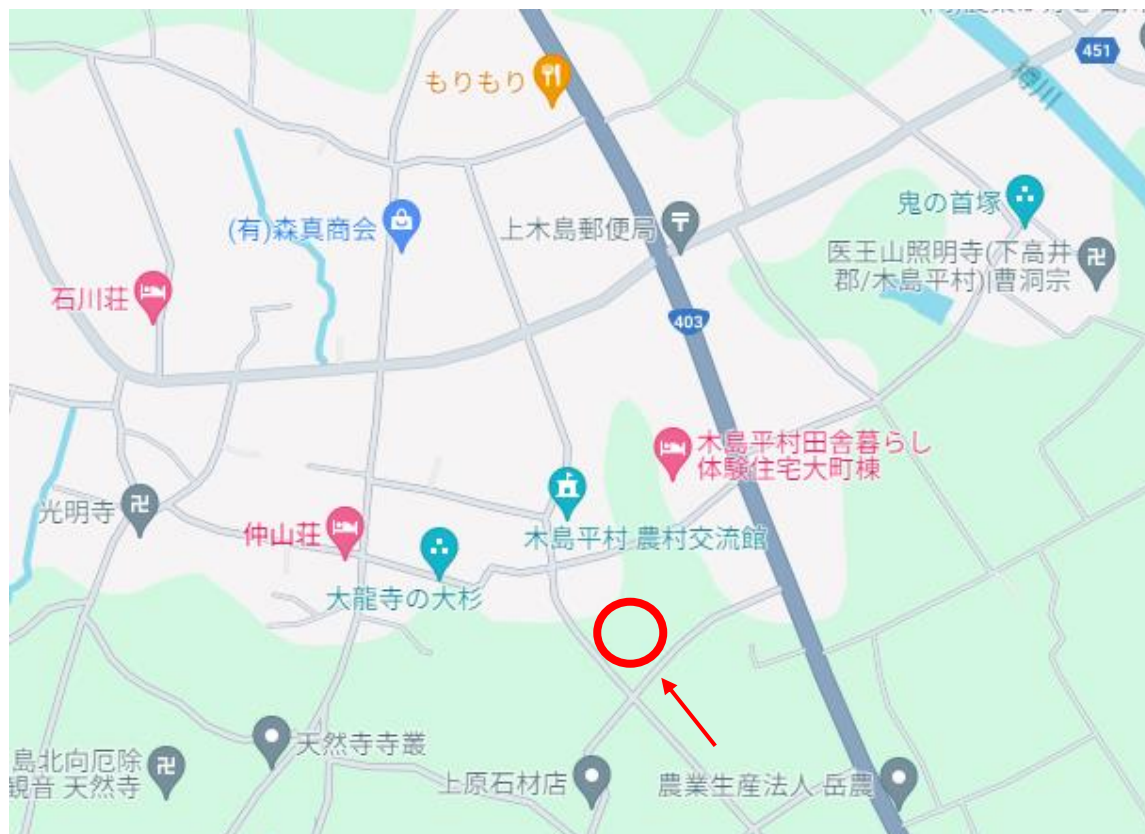 451
樽川
もりもり
鬼の首塚
(有)森真商会
上木島郵便局
医王山照明寺(下高井
郡/木島平村)|曹洞宗
石川荘
403
木島平村田舎暮らし
体験住宅大町棟
光明寺
仲山荘
木島平村 農村交流館
大龍寺の大杉
天然寺寺叢
島北向厄除
観音 天然寺
上原石材店
農業生産法人 岳農